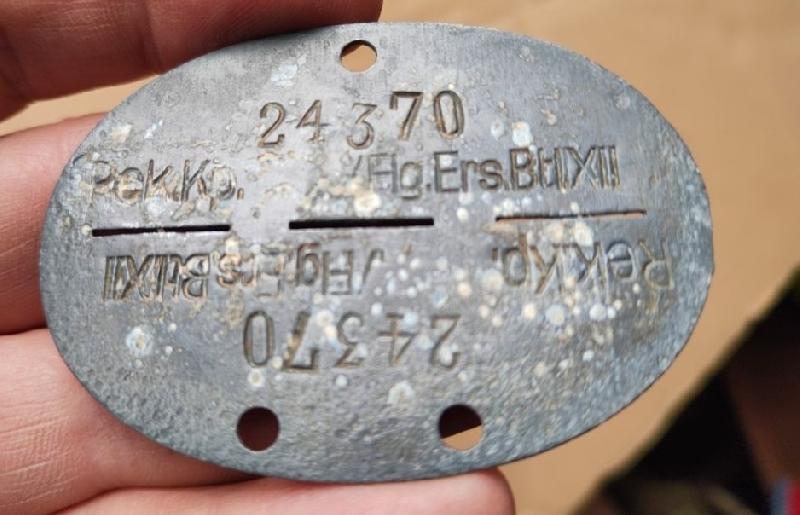 24370
Rek.Kp. /Flg.Ers.Btl.XII
Rek.Kp. /Flg.Ers.Btl.XII
24370